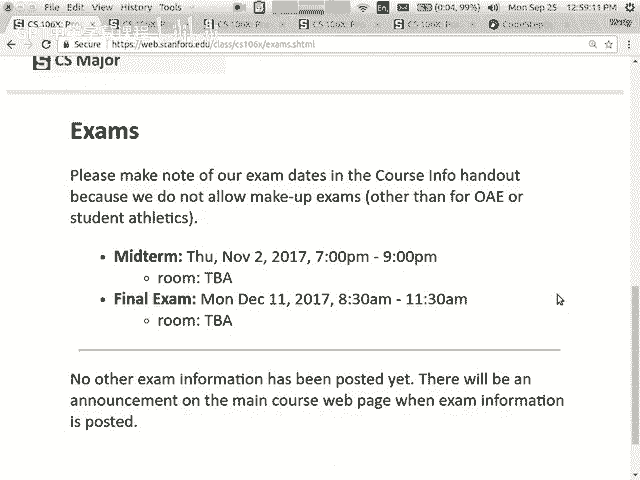 File Edit View History Tools
En
(0:04, 99%)
Mon Sep 25 12:59:11 PM
CS 106X: CS 106X: P CS 106X: P CS 106X: P CS 106X: P CodeStep
Secure https://web.stanford.edu/class/cs106x/exams.shtml
CS Major
Exams
Please make note of our exam dates in the Course Info handout
because we do not allow make-up exams (other than for OAE or
student athletics).
• Midterm: Thu, Nov 2, 2017, 7:00pm - 9:00pm
◦ room: TBA
• Final Exam: Mon Dec 11, 2017, 8:30am - 11:30am
◦ room: TBA
No other exam information has been posted yet. There will be an
announcement on the main course web page when exam information
is posted.